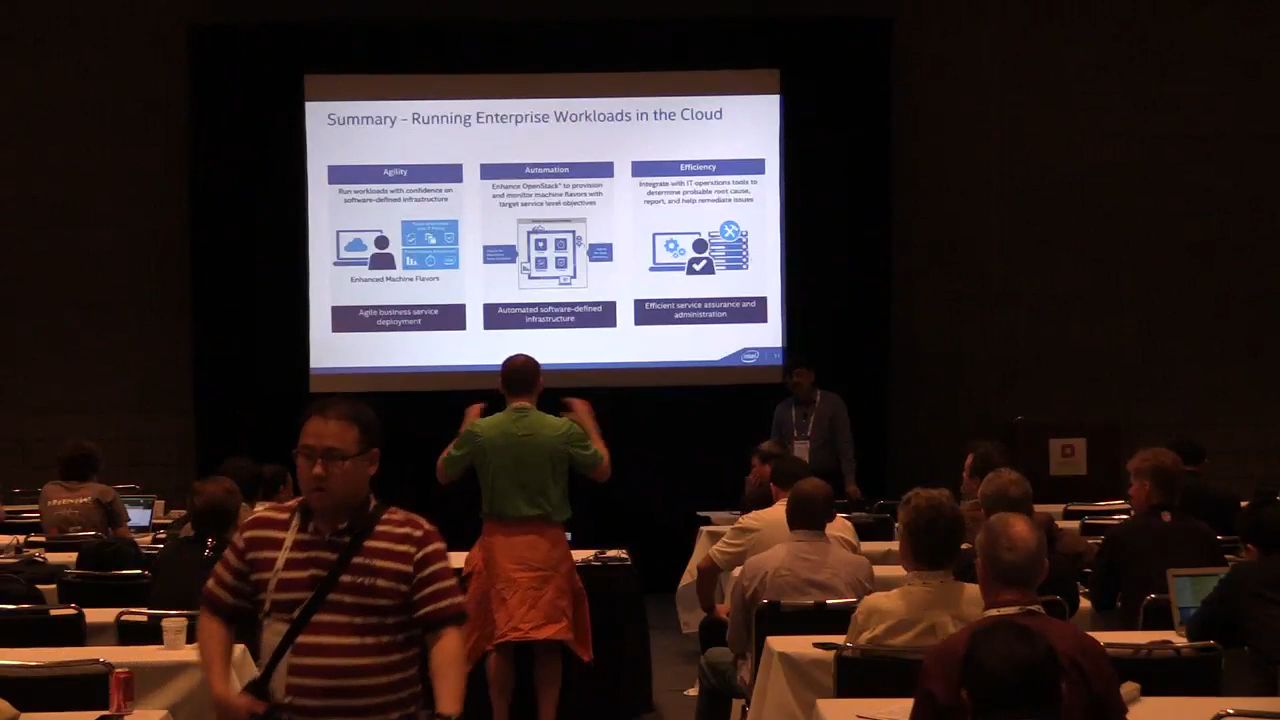 Summary – Running Enterprise Workloads in the Cloud
Agility
Run workloads with confidence on
software-defined infrastructure
Enhanced Machine Flavors
Agile business service
deployment
Automation
Enhance OpenStack* to provision
and monitor machine flavors with
target service level objectives
Automated software-defined
infrastructure
Efficiency
Integrate with IT operations tools to
determine probable root cause,
report, and help remediate issues
Efficient service assurance and
administration
intel